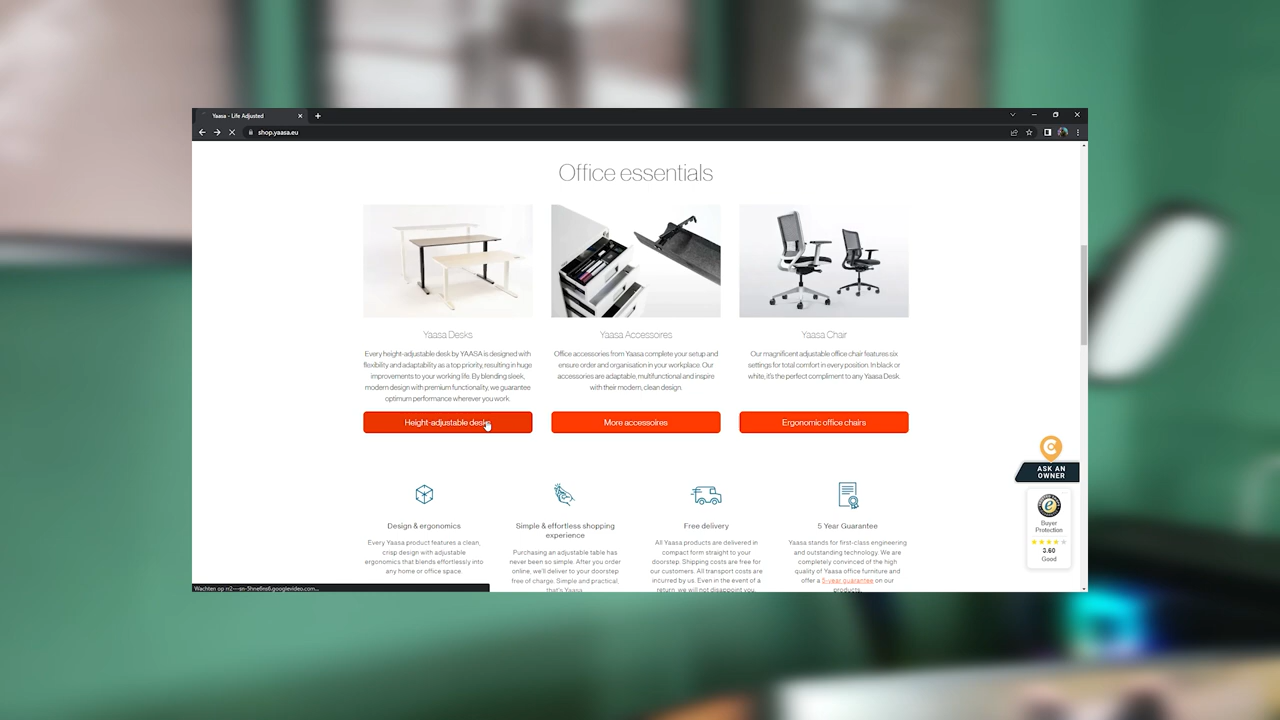 Yaasa - Life Adjusted
shop.yaasa.eu
Office essentials
Yaasa Desks
Every height-adjustable desk by YAASA is designed with
flexibility and adaptability as a top priority, resulting in huge
improvements to your working life. By blending sleek,
modern design with premium functionality, we guarantee
optimum performance wherever you work.
Height-adjustable desks
Yaasa Accessoires
Office accessories from Yaasa complete your setup and
ensure order and organisation in your workplace. Our
accessories are adaptable, multifunctional and inspire
with their modern, clean design.
More accessoires
Yaasa Chair
Our magnificent adjustable office chair features six
settings for total comfort in every position. In black or
white, it's the perfect compliment to any Yaasa Desk.
Ergonomic office chairs
ASK AN
OWNER
Buyer
Protection
3.60
Good
Design & ergonomics
Every Yaasa product features a clean,
crisp design with adjustable
ergonomics that blends effortlessly into
any home or office space
Simple & effortless shopping
experience
Purchasing an adjustable table has
never been so simple. After you order
online, we'll deliver to your doorstep
free of charge. Simple and practical,
that's Yaasa
Free delivery
All Yaasa products are delivered in
compact form straight to your
doorstep. Shipping costs are free for
our customers. All transport costs are
incurred by us. Even in the event of a
return, we will not disappoint you.
5 Year Guarantee
Yaasa stands for first-class engineering
and outstanding technology. We are
completely convinced of the high
quality of Yaasa office furniture and
offer a 5-year guarantee on our
products.
Wachten op